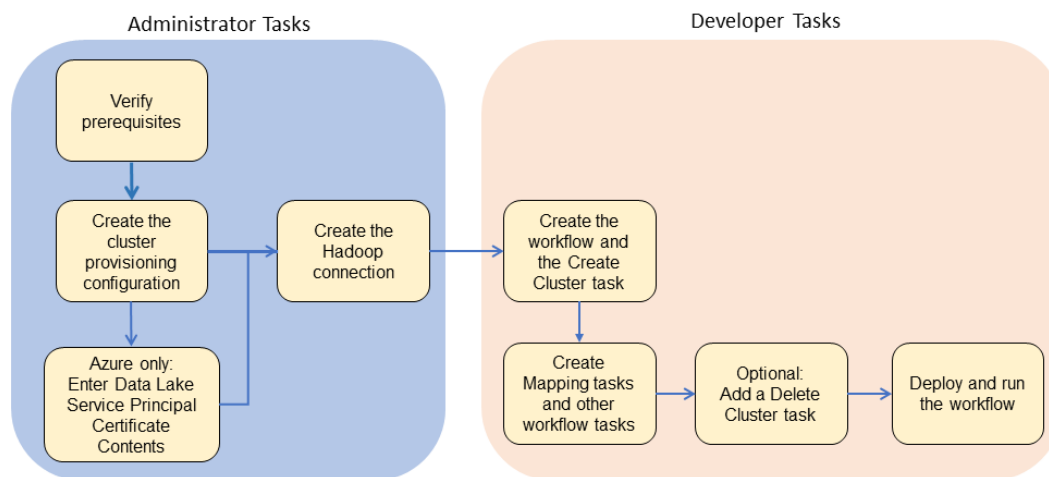 Administrator Tasks
Developer Tasks
Verify
prerequisites
Create the
cluster
provisioning
configuration
Create the
Hadoop
connection
Azure only:
Enter Data Lake
Service Principal
Certificate
Contents
Create the
workflow and
the Create
Cluster task
Create
Mapping tasks
and other
workflow tasks
Optional:
Add a Delete
Cluster task
Deploy and run
the workflow